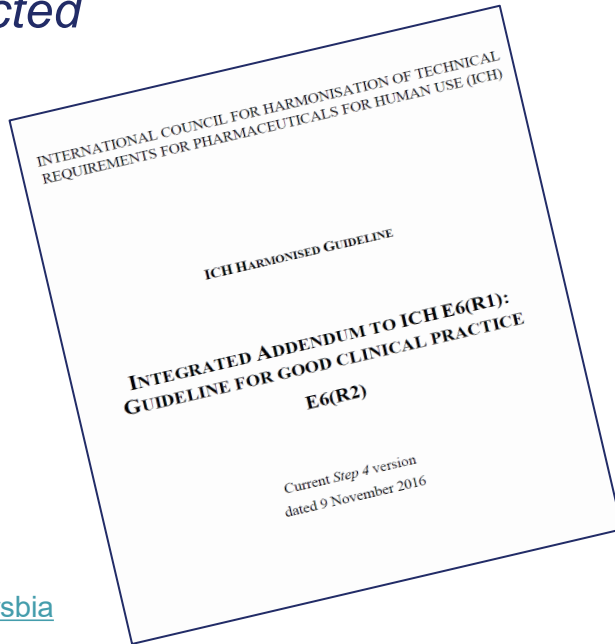 cted
INTERNATIONAL COUNCIL FOR HARMONISATION OF TECHNICAL
REQUIREMENTS FOR PHARMACEUTICALS FOR HUMAN USE (ICH)
ICH HARMONISED GUIDELINE
INTEGRATED ADDENDUM TO ICH E6(R1):
GUIDELINE FOR GOOD CLINICAL PRACTICE
E6(R2)
Current Step 4 version
dated 9 November 2016
sbia